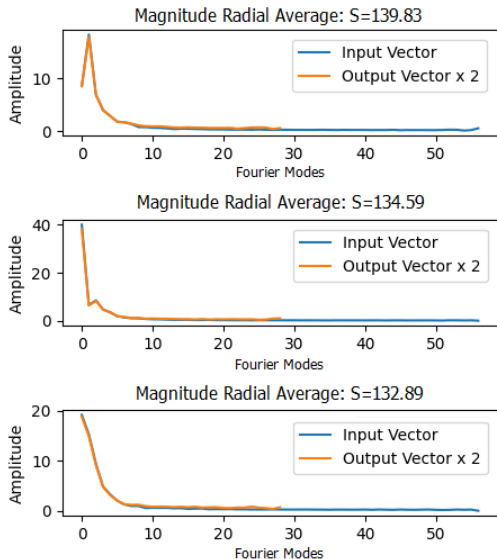 Magnitude Radial Average: S=139.83
Amplitude
10
0
Input Vector
Output Vector x 2
0 10 20 30 40 50
Fourier Modes
Magnitude Radial Average: S=134.59
Amplitude
40
20
0
Input Vector
Output Vector x 2
0 10 20 30 40 50
Fourier Modes
Magnitude Radial Average: S=132.89
Amplitude
20
10
0
Input Vector
Output Vector x 2
0 10 20 30 40 50
Fourier Modes